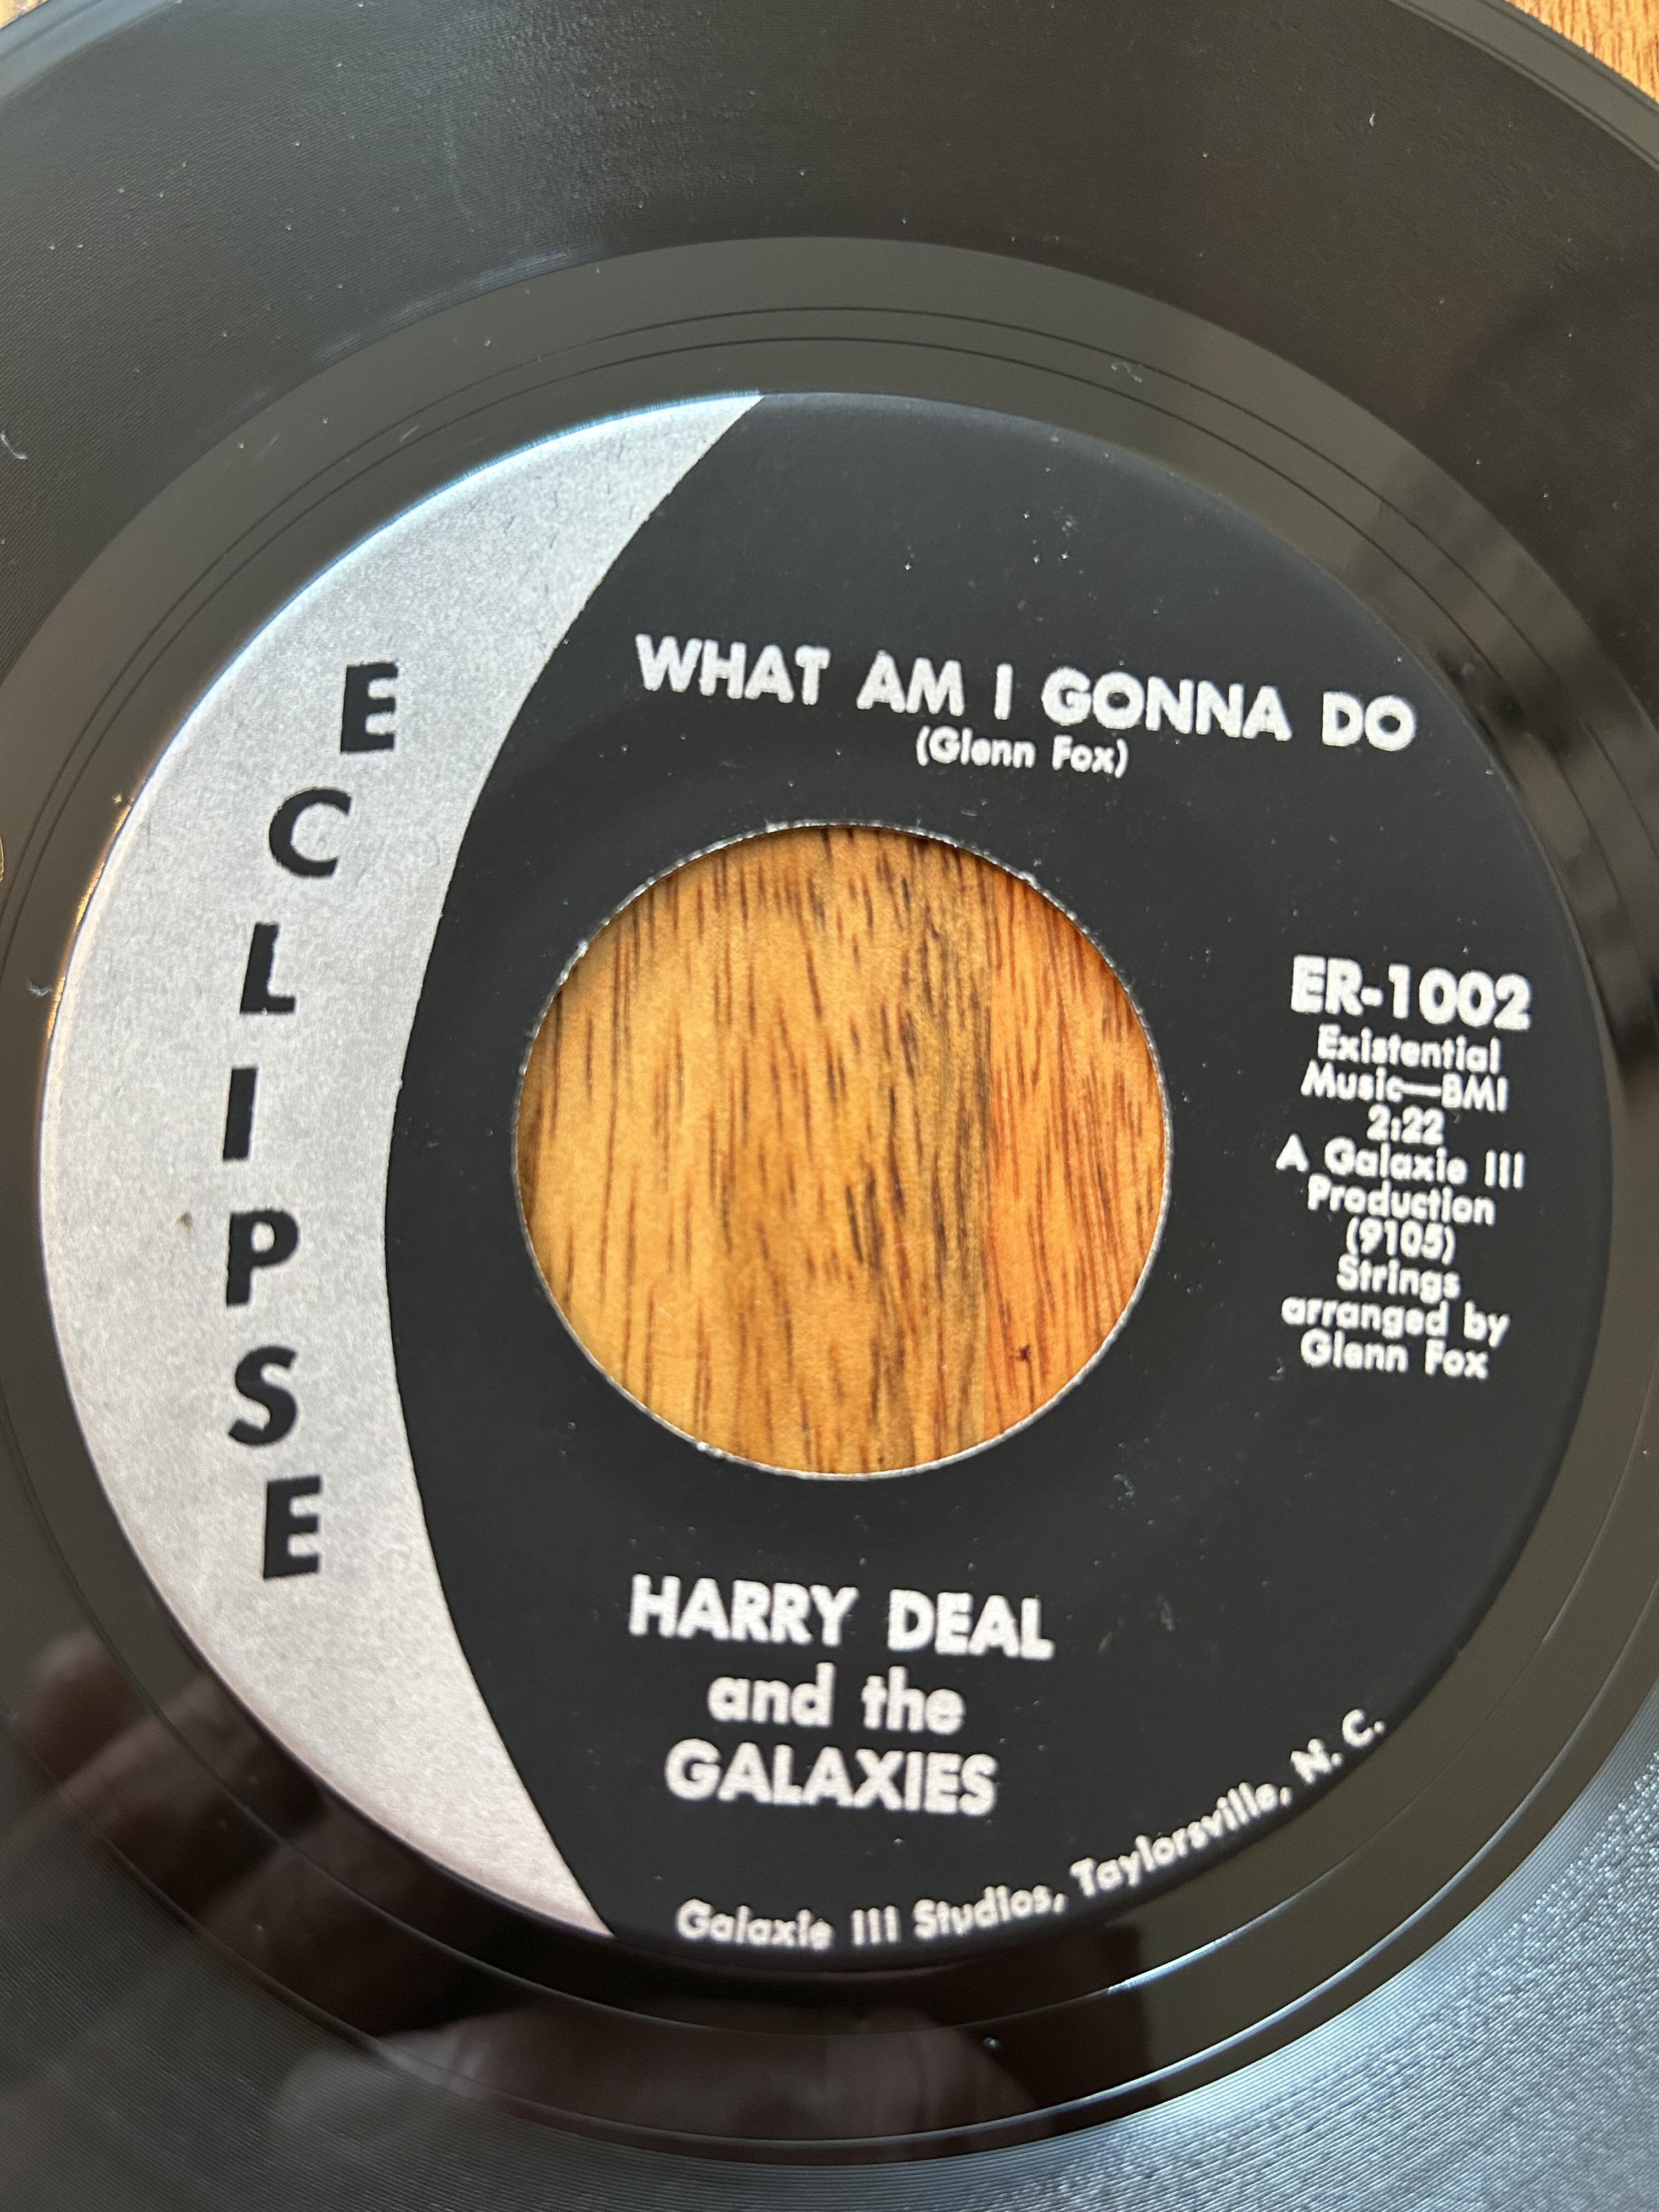 ECLIPSE
WHAT AM I GONNA DO
(Glenn Fox)
ER-1002
Existential
Music—BMI
2:22
A Galaxie III
Production
(9105)
Strings
arranged by
Glenn Fox
HARRY DEAL
and the
GALAXIES
Galaxie III Studios, Taylorsville, N. C.